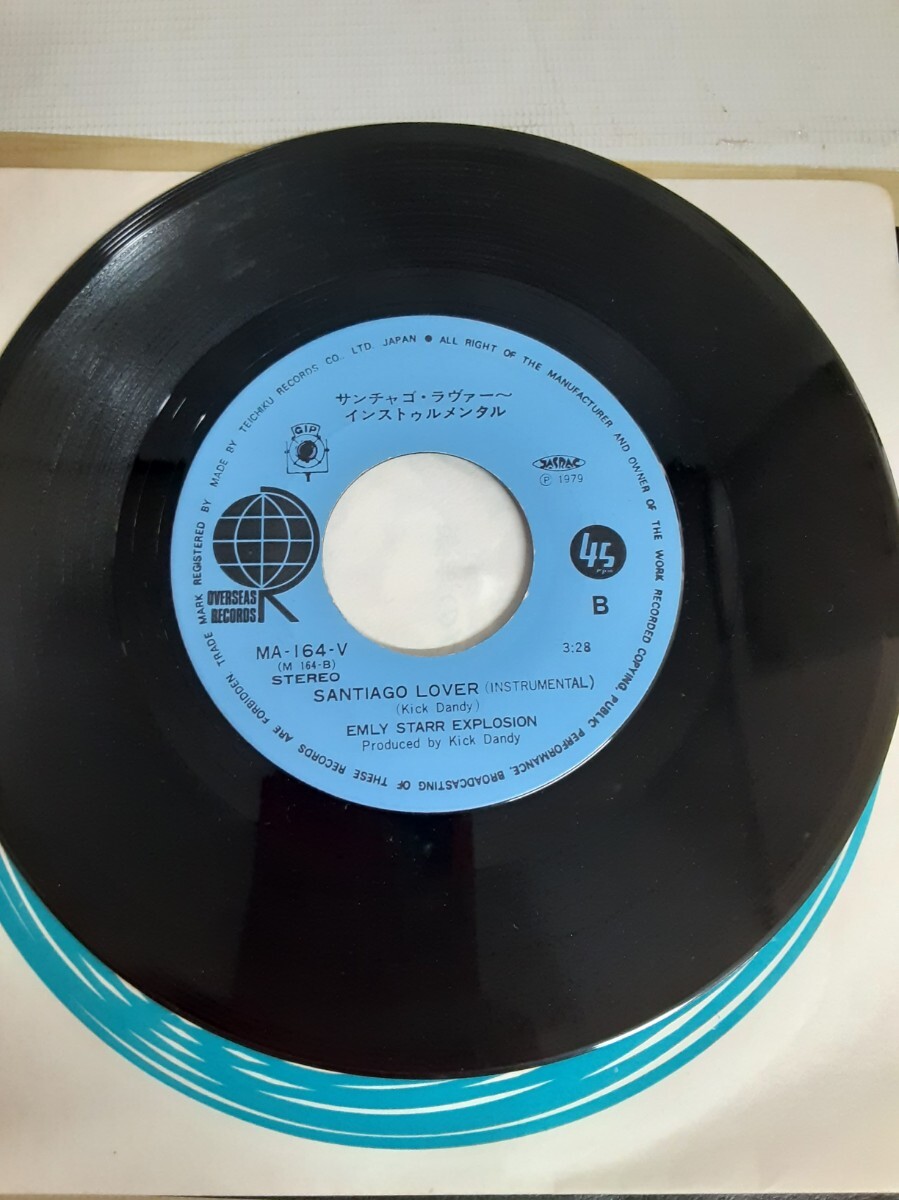 TRADE MARK REGISTERED BY MADE BY TEICHIKU RECORDS CO., LTD. JAPAN ● ALL RIGHT OF THE MANUFACTURER AND OWNER OF THE WORK RECORDED COPYING, PUBLIC PERFORMANCE, BROADCASTING OF THESE RECORDS ARE FORBIDDEN
サンチャゴ・ラヴァー〜
インストゥルメンタル
GIP
JASRAC
Ⓟ 1979
45
rpm
OVERSEAS
RECORDS
B
MA-164-V
(M 164-B)
STEREO
3:28
SANTIAGO LOVER (INSTRUMENTAL)
(Kick Dandy)
EMLY STARR EXPLOSION
Produced by Kick Dandy